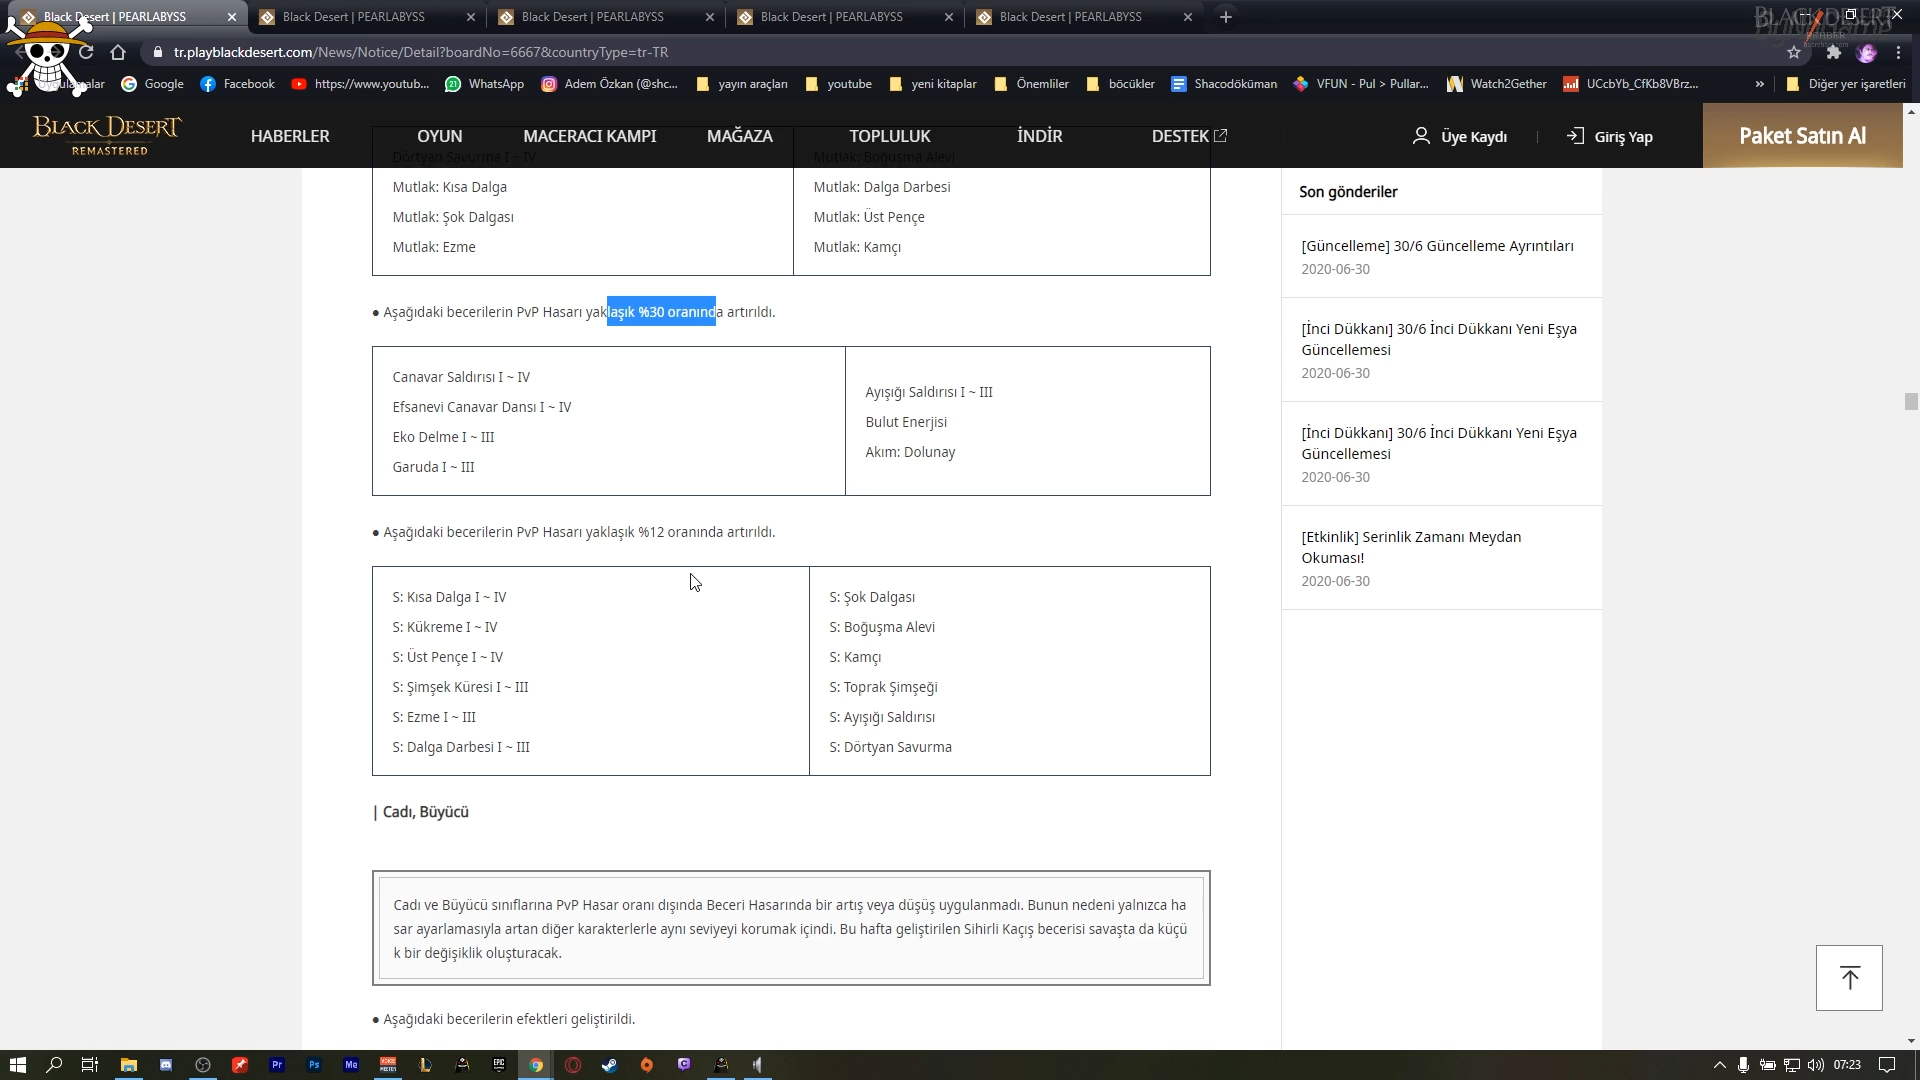 Black Desert | PEARLABYSS
Black Desert | PEARLABYSS
Black Desert | PEARLABYSS
Black Desert | PEARLABYSS
Black Desert | PEARLABYSS
tr.playblackdesert.com/News/Notice/Detail?boardNo=6667&countryType=tr-TR
Google
Facebook
https://www.youtub...
WhatsApp
Adem Özkan (@shc...
yayın araçları
youtube
yeni kitaplar
Önemliler
böcükler
Shacodöküman
VFUN - Pul > Pullar...
Watch2Gether
UCcbYb_CfKb8VBrz...
»
Diğer yer işaretleri
BLACK DESERT
REMASTERED
HABERLER
OYUN
MACERACI KAMPI
MAĞAZA
TOPLULUK
İNDİR
DESTEK
Üye Kaydı
Giriş Yap
Paket Satın Al
Dörtyan Savurma I ~ IV
Mutlak: Kısa Dalga
Mutlak: Şok Dalgası
Mutlak: Ezme
Mutlak: Boğuşma Alevi
Mutlak: Dalga Darbesi
Mutlak: Üst Pençe
Mutlak: Kamçı
● Aşağıdaki becerilerin PvP Hasarı yaklaşık %30 oranında artırıldı.
Canavar Saldırısı I ~ IV
Efsanevi Canavar Dansı I ~ IV
Eko Delme I ~ III
Garuda I ~ III
Ayışığı Saldırısı I ~ III
Bulut Enerjisi
Akım: Dolunay
● Aşağıdaki becerilerin PvP Hasarı yaklaşık %12 oranında artırıldı.
S: Kısa Dalga I ~ IV
S: Kükreme I ~ IV
S: Üst Pençe I ~ IV
S: Şimşek Küresi I ~ III
S: Ezme I ~ III
S: Dalga Darbesi I ~ III
S: Şok Dalgası
S: Boğuşma Alevi
S: Kamçı
S: Toprak Şimşeği
S: Ayışığı Saldırısı
S: Dörtyan Savurma
| Cadı, Büyücü
Cadı ve Büyücü sınıflarına PvP Hasar oranı dışında Beceri Hasarında bir artış veya düşüş uygulanmadı. Bunun nedeni yalnızca ha
sar ayarlamasıyla artan diğer karakterlerle aynı seviyeyi korumak içindi. Bu hafta geliştirilen Sihirli Kaçış becerisi savaşta da küçü
k bir değişiklik oluşturacak.
● Aşağıdaki becerilerin efektleri geliştirildi.
Son gönderiler
[Güncelleme] 30/6 Güncelleme Ayrıntıları
2020-06-30
[İnci Dükkanı] 30/6 İnci Dükkanı Yeni Eşya
Güncellemesi
2020-06-30
[İnci Dükkanı] 30/6 İnci Dükkanı Yeni Eşya
Güncellemesi
2020-06-30
[Etkinlik] Serinlik Zamanı Meydan
Okuması!
2020-06-30
Pr
Ps
Me
EPIC
07:23